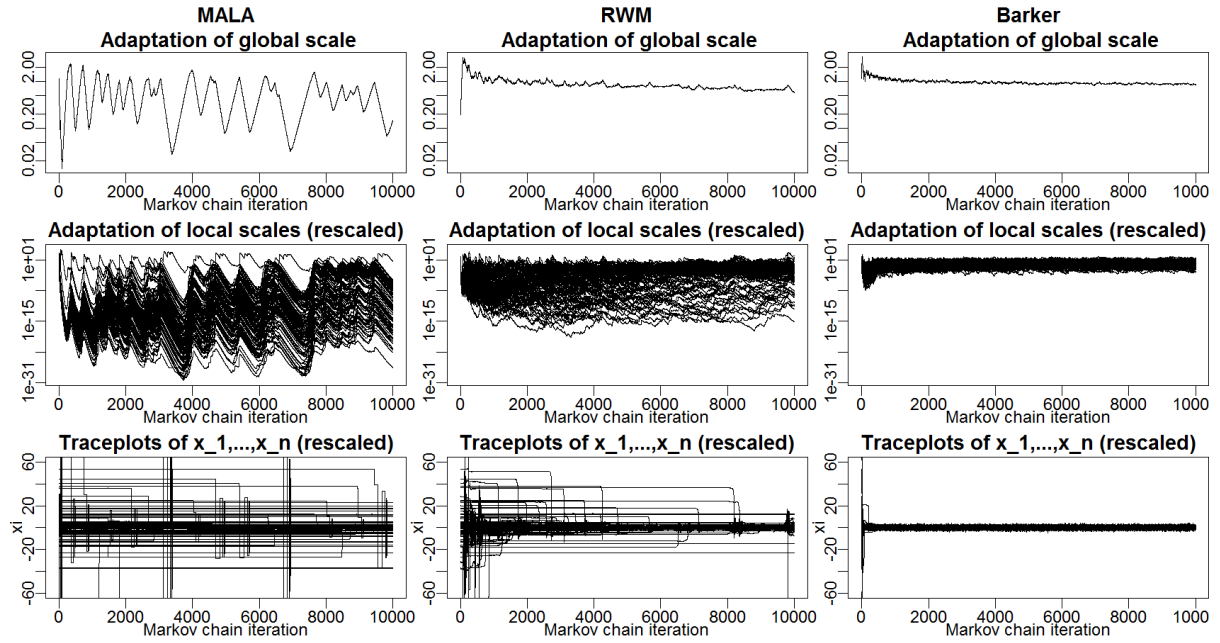 MALA
Adaptation of global scale
2.00
0.20
0.02
0 2000 4000 6000 8000 10000
Markov chain iteration
Adaptation of local scales (rescaled)
1e+01
1e-15
1e-31
0 2000 4000 6000 8000 10000
Markov chain iteration
Traceplots of x_1,...,x_n (rescaled)
60
20
xi
-20
-60
0 2000 4000 6000 8000 10000
Markov chain iteration
RWM
Adaptation of global scale
2.00
0.20
0.02
0 2000 4000 6000 8000 10000
Markov chain iteration
Adaptation of local scales (rescaled)
1e+01
1e-15
1e-31
0 2000 4000 6000 8000 10000
Markov chain iteration
Traceplots of x_1,...,x_n (rescaled)
60
20
xi
-20
-60
0 2000 4000 6000 8000 10000
Markov chain iteration
Barker
Adaptation of global scale
2.00
0.20
0.02
0 2000 4000 6000 8000 10000
Markov chain iteration
Adaptation of local scales (rescaled)
1e+01
1e-15
1e-31
0 2000 4000 6000 8000 10000
Markov chain iteration
Traceplots of x_1,...,x_n (rescaled)
60
20
xi
-20
-60
0 2000 4000 6000 8000 10000
Markov chain iteration